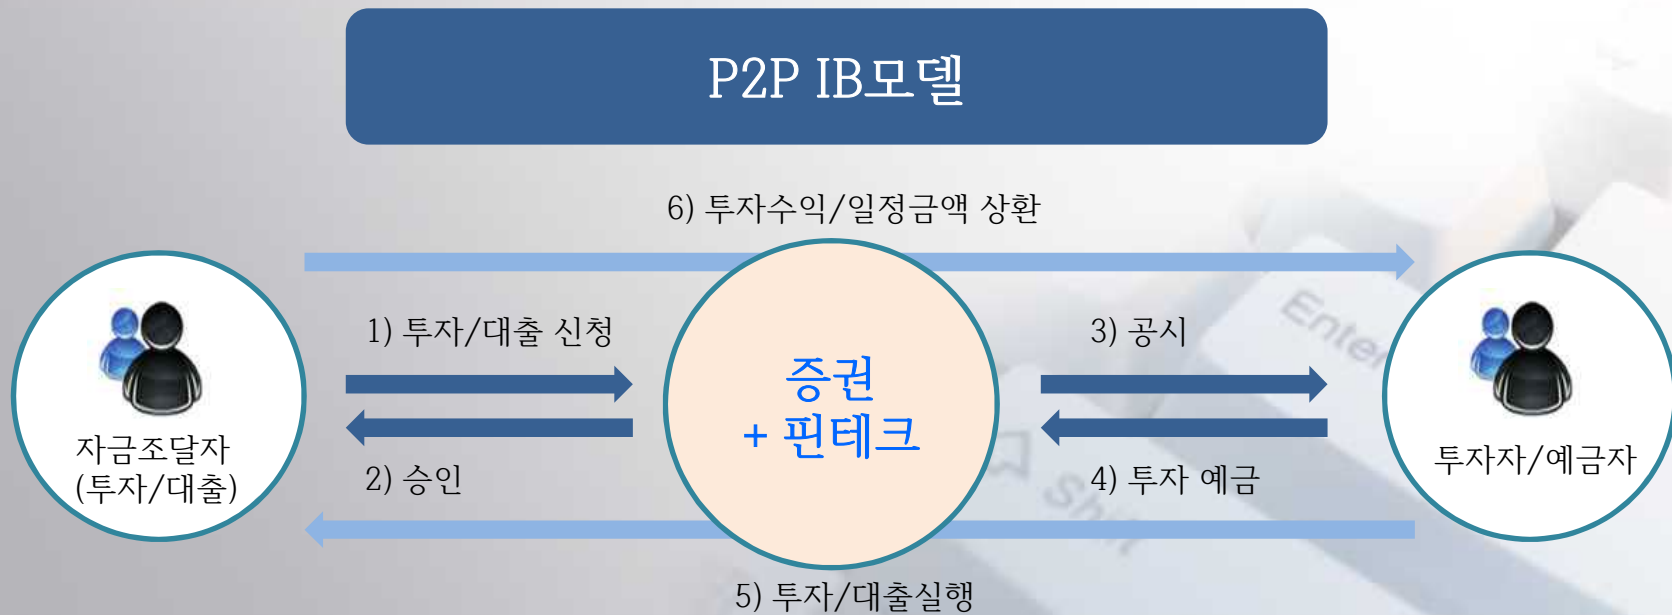 P2P IB모델
6) 투자수익/일정금액 상환
1) 투자/대출 신청
3) 공시
증권
+ 핀테크
자금조달자
(투자/대출)
투자자/예금자
2) 승인
4) 투자 예금
5) 투자/대출실행
Enter
Shift